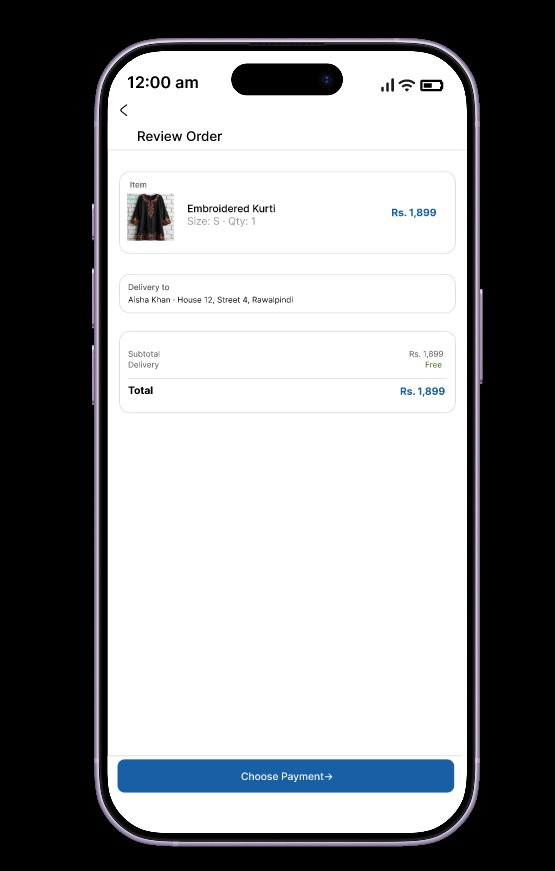 12:00 am
Review Order
Item
Embroidered Kurti
Size: S - Qty: 1
Rs. 1,899
Delivery to
Aisha Khan - House 12, Street 4, Rawalpindi
Subtotal Rs. 1,899
Delivery Free
Total Rs. 1,899
Choose Payment→